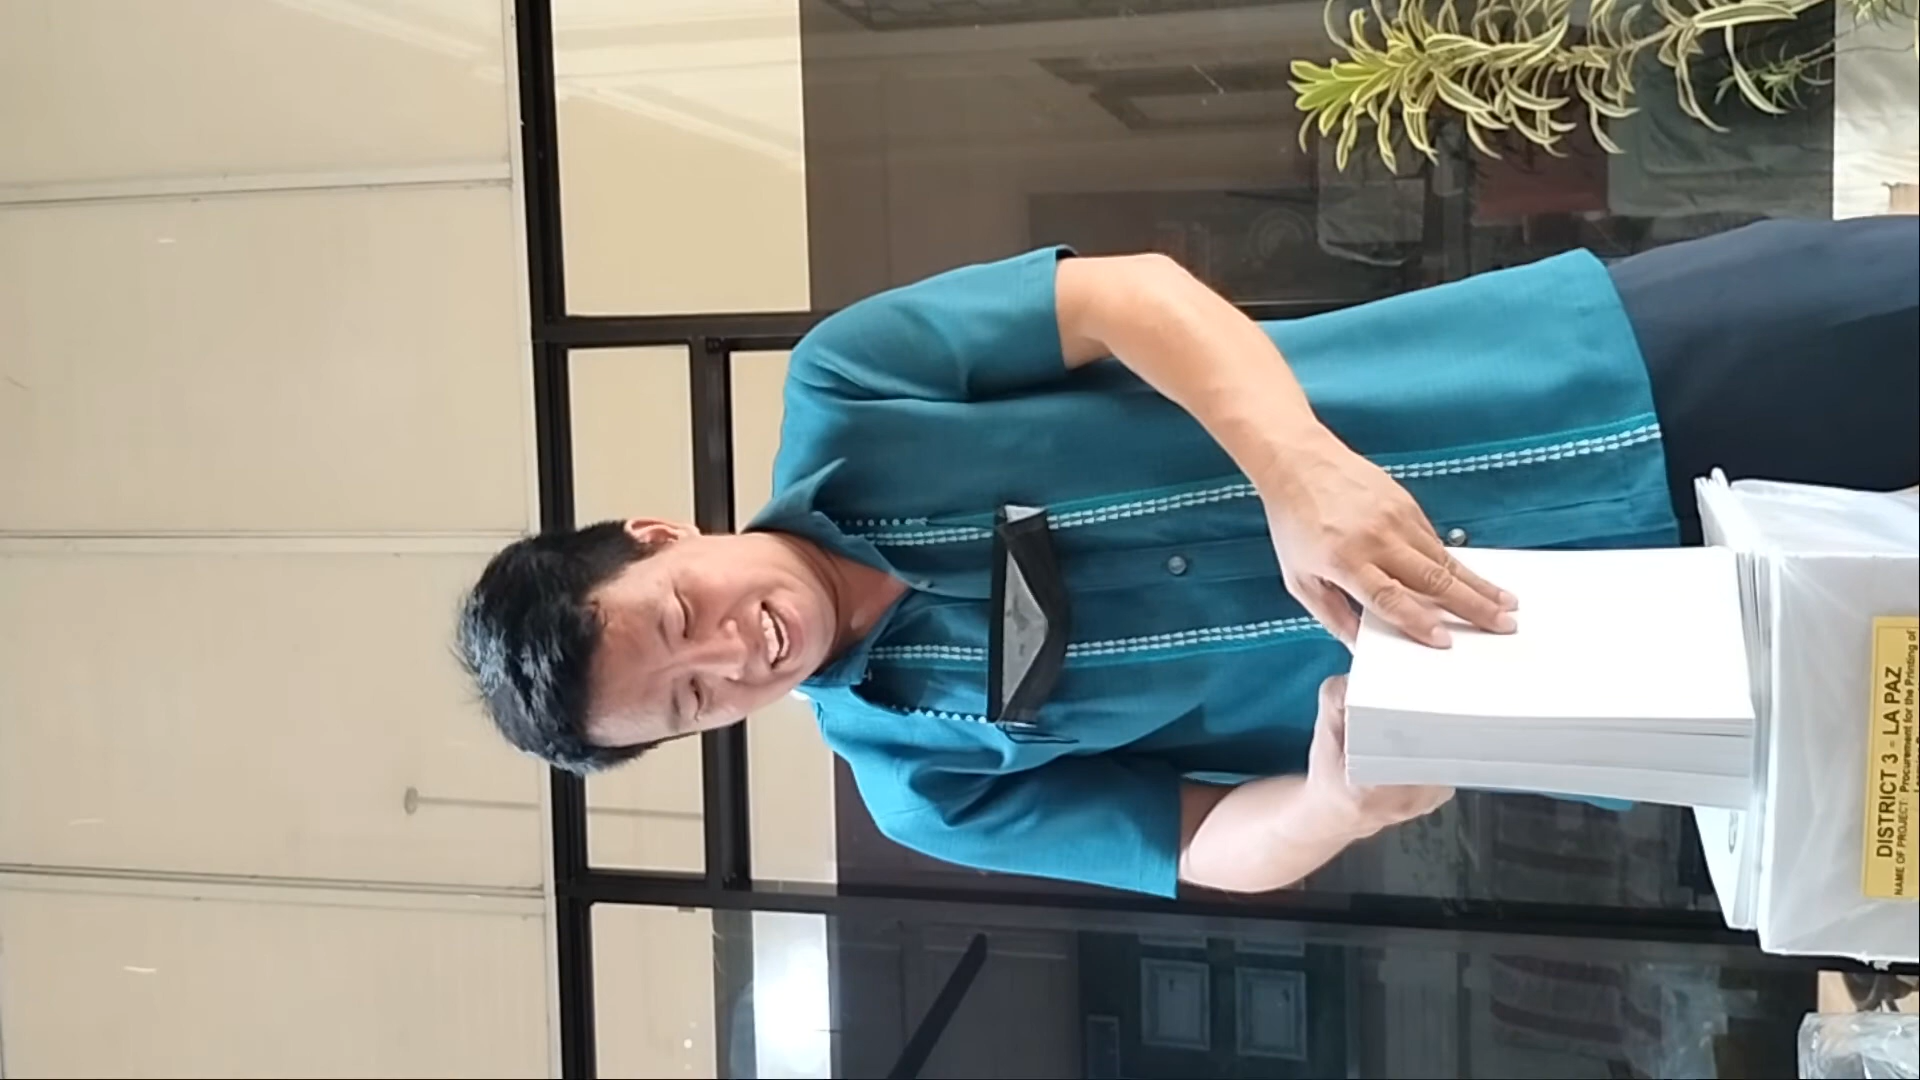 DISTRICT 3 - LA PAZ
NAME OF PROJECT: Procurement for the Printing of